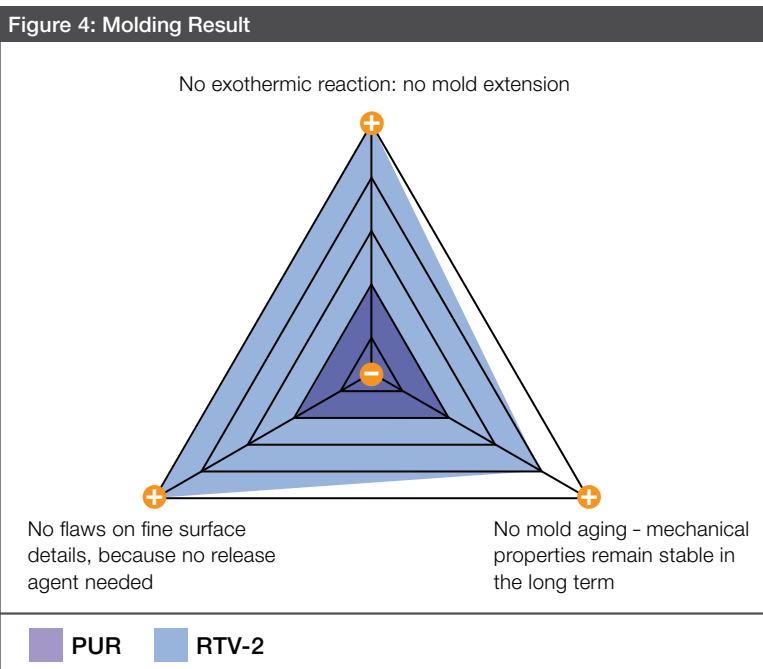 Figure 4: Molding Result
No exothermic reaction: no mold extension
No flaws on fine surface
details, because no release
agent needed
No mold aging - mechanical
properties remain stable in
the long term
PUR
RTV-2